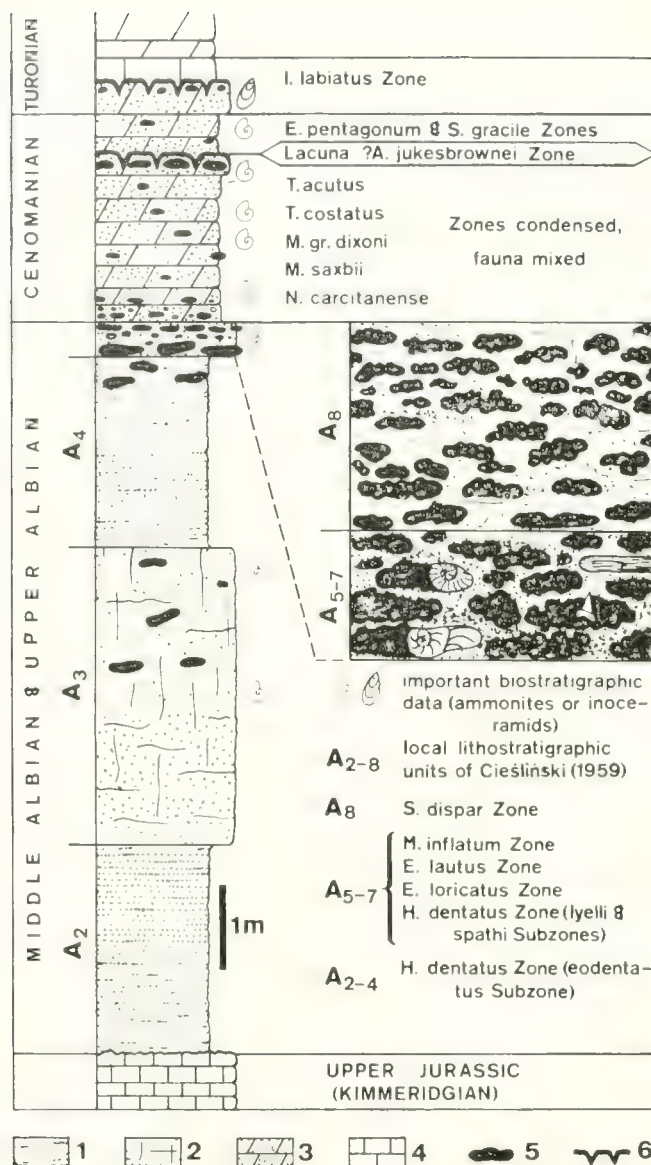 TURONIAN
CENOMANIAN
MIDDLE ALBIAN & UPPER ALBIAN
I. labiatus Zone
E. pentagonum & S. gracile Zones
Lacuna ?A. jukesbrownei Zone
T. acutus
T. costatus
M. gr. dixoni
M. saxbii
N. carcitanense
Zones condensed,
fauna mixed
A4
A3
A2
1m
A8
A5-7
important biostratigraphic
data (ammonites or inoce-
ramids)
A2-8 local lithostratigraphic
units of Cieśliński (1959)
A8 S. dispar Zone
A5-7
M. inflatum Zone
E. lautus Zone
E. loricatus Zone
H. dentatus Zone (lyelli &
spathi Subzones)
A2-4 H. dentatus Zone (eodenta-
tus Subzone)
UPPER JURASSIC
(KIMMERIDGIAN)
1 2 3 4 5 6